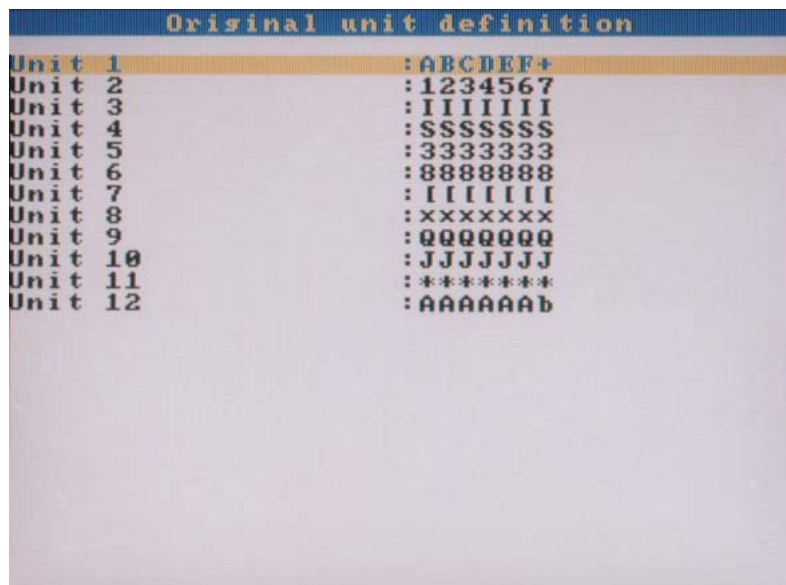 Original unit definition
Unit 1 :ABCDEF+
Unit 2 :1234567
Unit 3 :IIIIIII
Unit 4 :SSSSSSS
Unit 5 :3333333
Unit 6 :8888888
Unit 7 :[[[[[[[
Unit 8 :xxxxxxx
Unit 9 :QQQQQQQ
Unit 10 :JJJJJJJ
Unit 11 :*******
Unit 12 :AAAAAAb